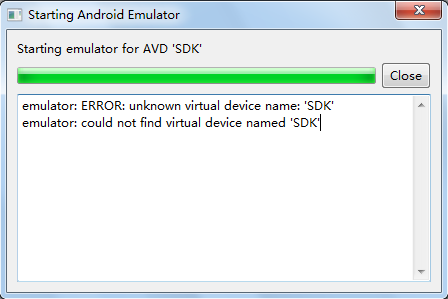 Starting Android Emulator
Starting emulator for AVD 'SDK'
Close
emulator: ERROR: unknown virtual device name: 'SDK'
emulator: could not find virtual device named 'SDK'